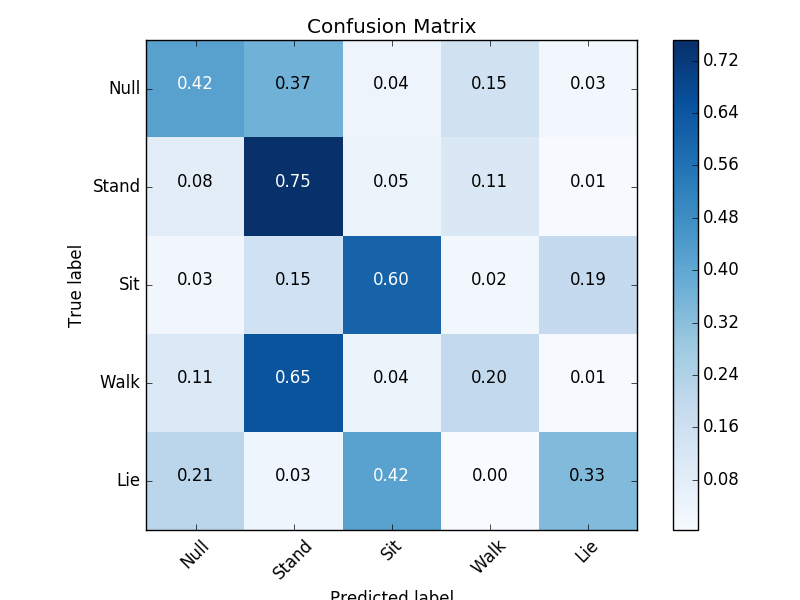 Confusion Matrix
Null 0.42 0.37 0.04 0.15 0.03
Stand 0.08 0.75 0.05 0.11 0.01
Sit 0.03 0.15 0.60 0.02 0.19
Walk 0.11 0.65 0.04 0.20 0.01
Lie 0.21 0.03 0.42 0.00 0.33
Null Stand Sit Walk Lie
True label
Predicted label
0.72
0.64
0.56
0.48
0.40
0.32
0.24
0.16
0.08